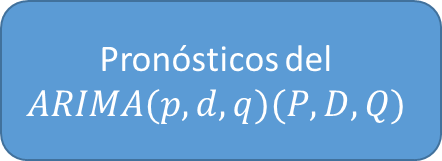 Pronósticos del
ARIMA(p, d, q)(P, D, Q)